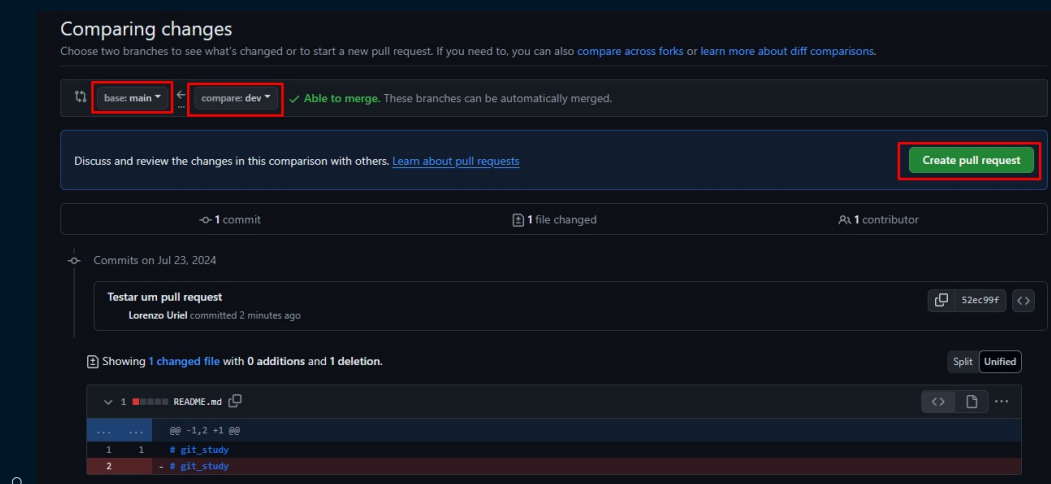 Comparing changes
Choose two branches to see what's changed or to start a new pull request. If you need to, you can also compare across forks or learn more about diff comparisons.
base: main ... compare: dev Able to merge. These branches can be automatically merged.
Discuss and review the changes in this comparison with others. Learn about pull requests Create pull request
1 commit 1 file changed 1 contributor
Commits on Jul 23, 2024
Testar um pull request
Lorenzo Uriel committed 2 minutes ago 52ec99f
Showing 1 changed file with 0 additions and 1 deletion. Split Unified
1 README.md ...
... ... @@ -1,2 +1 @@
1 1 # git_study
2 - # git_study